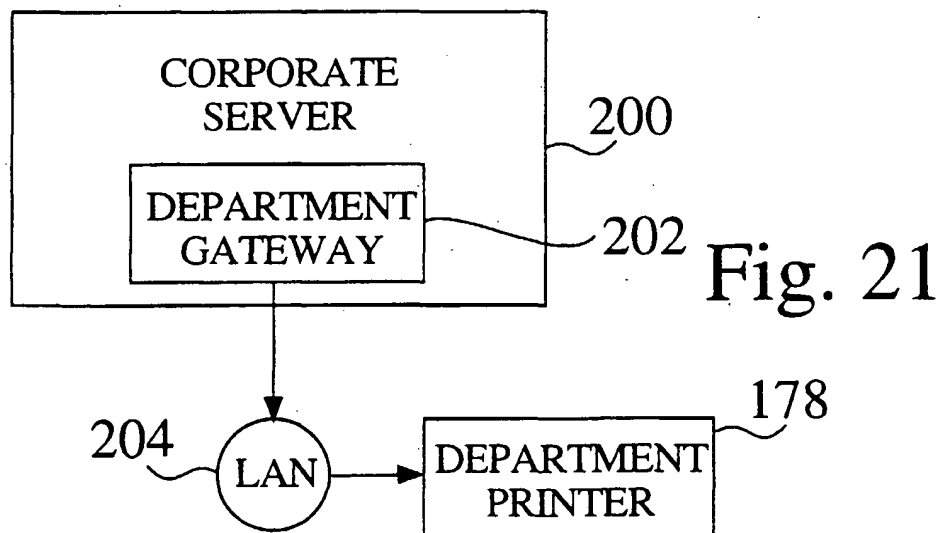 CORPORATE
SERVER
200
DEPARTMENT
GATEWAY
202
Fig. 21
204
LAN
178
DEPARTMENT
PRINTER